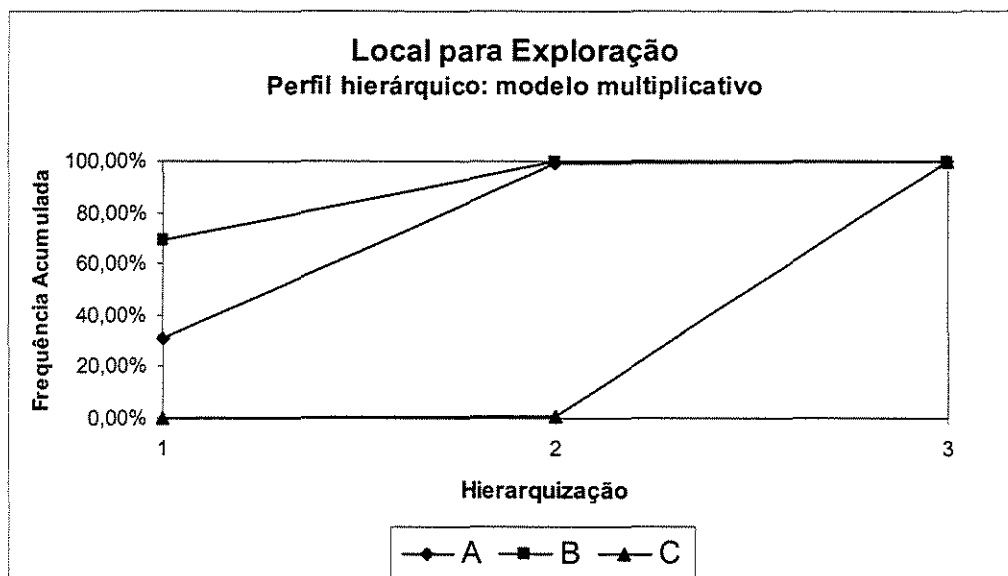 Local para Exploração
Perfil hierárquico: modelo multiplicativo
100,00%
80,00%
60,00%
40,00%
20,00%
0,00%
Frequência Acumulada
1 2 3
Hierarquização
A B C